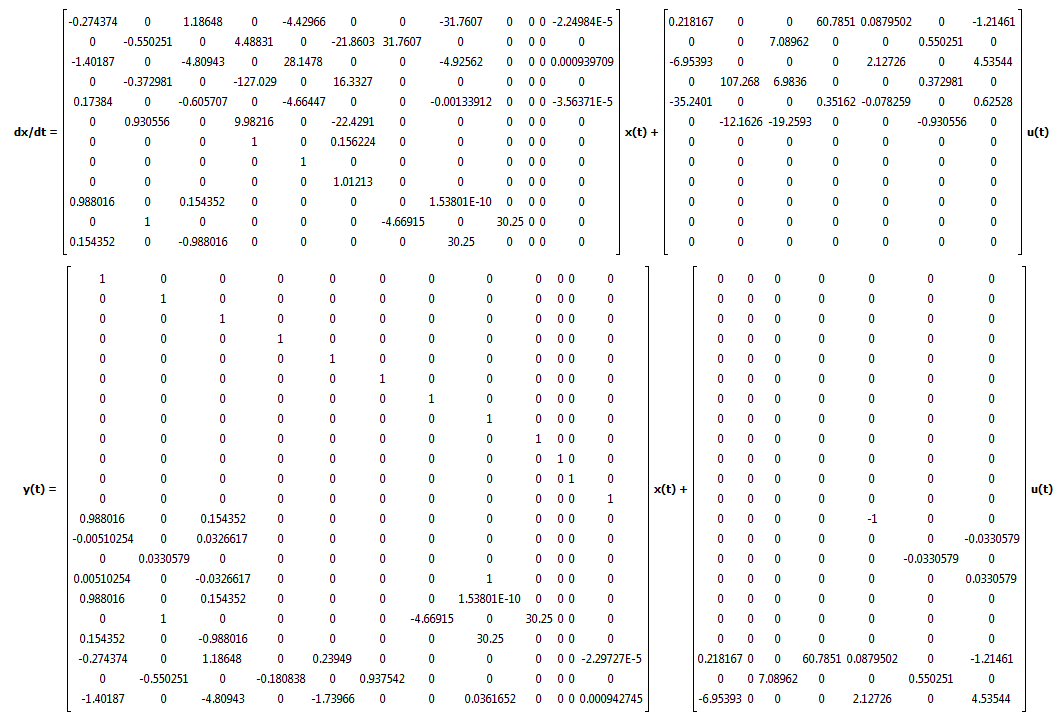 -0.274374 0 1.18648 0 -4.42966 0 0 -31.7607 0 0 0 -2.24984E-5 0.218167 0 0 60.7851 0.0879502 0 -1.21461
0 -0.550251 0 4.48831 0 -21.8603 31.7607 0 0 0 0 0 0 0 7.08962 0 0 0.550251 0
-1.40187 0 -4.80943 0 28.1478 0 0 -4.92562 0 0 0 0.000939709 -6.95393 0 0 0 2.12726 0 4.53544
0 -0.372981 0 -127.029 0 16.3327 0 0 0 0 0 0 0 107.268 6.9836 0 0 0.372981 0
0.17384 0 -0.605707 0 -4.66447 0 0 -0.00133912 0 0 0 -3.56371E-5 -35.2401 0 0 0.35162 -0.078259 0 0.62528
0 0.930556 0 9.98216 0 -22.4291 0 0 0 0 0 0 0 -12.1626 -19.2593 0 0 -0.930556 0
dx/dt = x(t) + u(t)
0 0 0 1 0 0.156224 0 0 0 0 0 0 0 0 0 0 0 0 0
0 0 0 0 1 0 0 0 0 0 0 0 0 0 0 0 0 0 0
0 0 0 0 0 1.01213 0 0 0 0 0 0 0 0 0 0 0 0 0
0.988016 0 0.154352 0 0 0 0 1.53801E-10 0 0 0 0 0 0 0 0 0 0 0
0 1 0 0 0 0 -4.66915 0 30.25 0 0 0 0 0 0 0 0 0 0
0.154352 0 -0.988016 0 0 0 0 30.25 0 0 0 0 0 0 0 0 0 0 0
1 0 0 0 0 0 0 0 0 0 0 0 0 0 0 0 0 0 0
0 1 0 0 0 0 0 0 0 0 0 0 0 0 0 0 0 0 0
0 0 1 0 0 0 0 0 0 0 0 0 0 0 0 0 0 0 0
0 0 0 1 0 0 0 0 0 0 0 0 0 0 0 0 0 0 0
0 0 0 0 1 0 0 0 0 0 0 0 0 0 0 0 0 0 0
0 0 0 0 0 1 0 0 0 0 0 0 0 0 0 0 0 0 0
0 0 0 0 0 0 1 0 0 0 0 0 0 0 0 0 0 0 0
0 0 0 0 0 0 0 1 0 0 0 0 0 0 0 0 0 0 0
0 0 0 0 0 0 0 0 1 0 0 0 0 0 0 0 0 0 0
0 0 0 0 0 0 0 0 0 1 0 0 0 0 0 0 0 0 0
0 0 0 0 0 0 0 0 0 0 1 0 0 0 0 0 0 0 0
y(t) = x(t) + u(t)
0 0 0 0 0 0 0 0 0 0 0 1 0 0 0 0 0 0 0
0.988016 0 0.154352 0 0 0 0 0 0 0 0 0 0 0 0 0 -1 0 0
-0.00510254 0 0.0326617 0 0 0 0 0 0 0 0 0 0 0 0 0 0 0 -0.0330579
0 0.0330579 0 0 0 0 0 0 0 0 0 0 0 0 0 0 0 -0.0330579 0
0.00510254 0 -0.0326617 0 0 0 0 1 0 0 0 0 0 0 0 0 0 0 0.0330579
0.988016 0 0.154352 0 0 0 0 1.53801E-10 0 0 0 0 0 0 0 0 0 0 0
0 1 0 0 0 0 -4.66915 0 30.25 0 0 0 0 0 0 0 0 0 0
0.154352 0 -0.988016 0 0 0 0 30.25 0 0 0 0 0 0 0 0 0 0 0
-0.274374 0 1.18648 0 0.23949 0 0 0 0 0 0 -2.29727E-5 0.218167 0 0 60.7851 0.0879502 0 -1.21461
0 -0.550251 0 -0.180838 0 0.937542 0 0 0 0 0 0 0 0 7.08962 0 0 0.550251 0
-1.40187 0 -4.80943 0 -1.73966 0 0 0.0361652 0 0 0 0.000942745 -6.95393 0 0 0 2.12726 0 4.53544